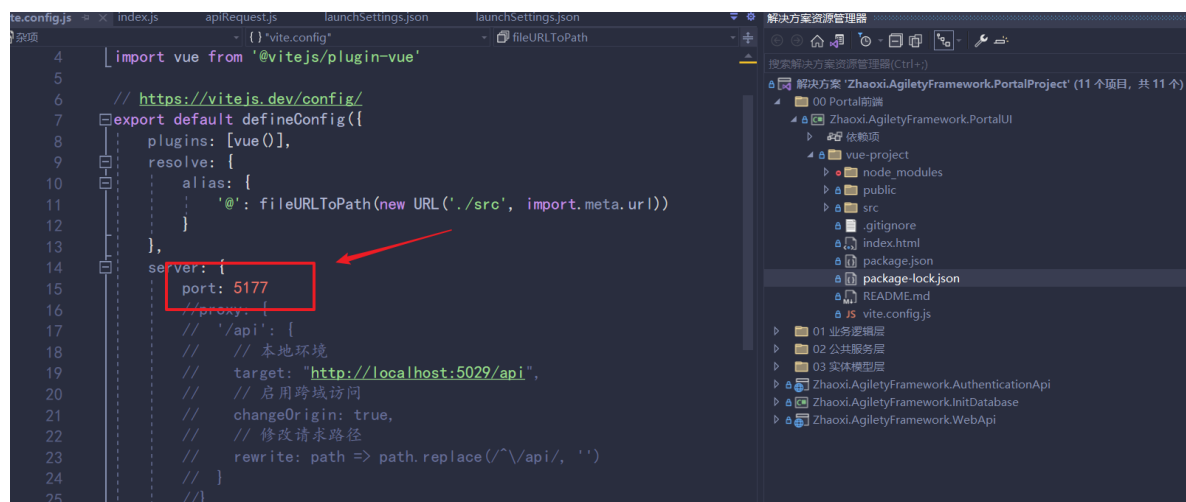 te.config.js index.js apiRequest.js launchSettings.json launchSettings.json
杂项 {} "vite.config" fileURLToPath
4 import vue from '@vitejs/plugin-vue'
5
6 // https://vitejs.dev/config/
7 export default defineConfig({
8 plugins: [vue()],
9 resolve: {
10 alias: {
11 '@': fileURLToPath(new URL('./src', import.meta.url))
12 }
13 },
14 server: {
15 port: 5177
16 //proxy: {
17 // '/api': {
18 // // 本地环境
19 // target: "http://localhost:5029/api",
20 // // 启用跨域访问
21 // changeOrigin: true,
22 // // 修改请求路径
23 // rewrite: path => path.replace(/^\/api/, '')
24 // }
25 //}
解决方案资源管理器
搜索解决方案资源管理器(Ctrl+;)
解决方案 'Zhaoxi.AgiletyFramework.PortalProject' (11 个项目，共 11 个)
00 Portal前端
Zhaoxi.AgiletyFramework.PortalUI
依赖项
vue-project
node_modules
public
src
.gitignore
index.html
package.json
package-lock.json
README.md
JS vite.config.js
01 业务逻辑层
02 公共服务层
03 实体模型层
Zhaoxi.AgiletyFramework.AuthenticationApi
Zhaoxi.AgiletyFramework.InitDatabase
Zhaoxi.AgiletyFramework.WebApi